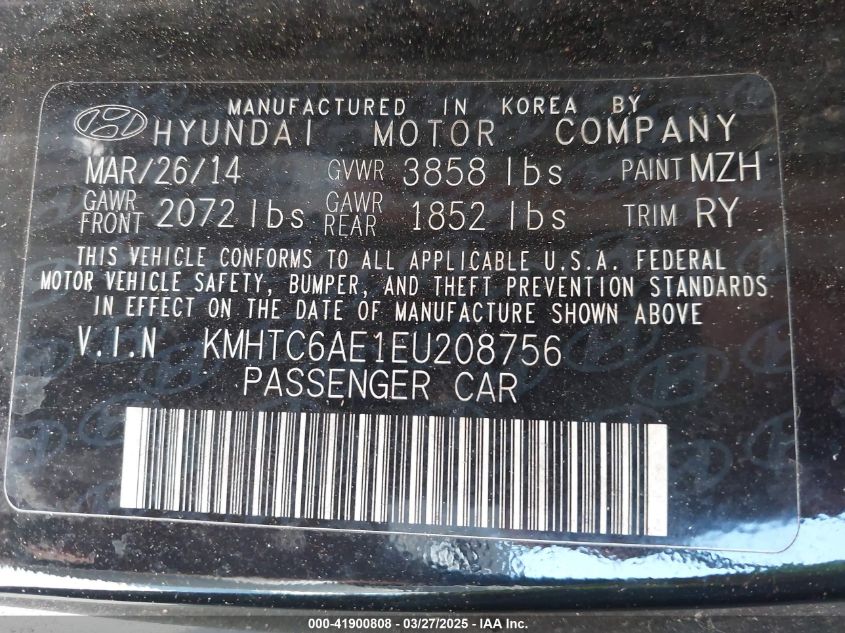 MANUFACTURED IN KOREA BY
HYUNDAI MOTOR COMPANY
MAR/26/14 GVWR 3858 lbs PAINT MZH
GAWR FRONT 2072 lbs GAWR REAR 1852 lbs TRIM RY
THIS VEHICLE CONFORMS TO ALL APPLICABLE U.S.A. FEDERAL
MOTOR VEHICLE SAFETY, BUMPER, AND THEFT PREVENTION STANDARDS
IN EFFECT ON THE DATE OF MANUFACTURE SHOWN ABOVE.
V.I.N KMHTC6AE1EU208756
PASSENGER CAR
000-41900808 - 03/27/2025 - IAA Inc.